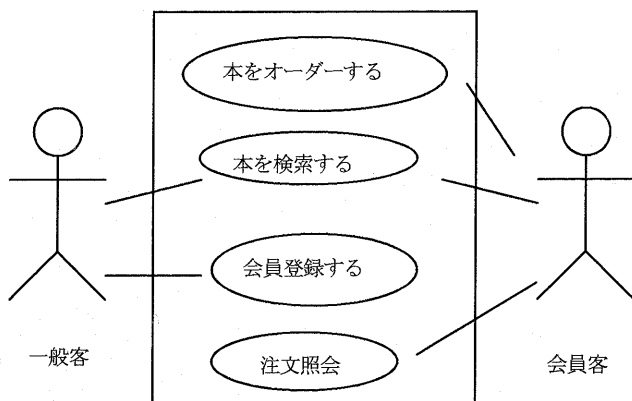 本をオーダーする
本を検索する
会員登録する
注文照会
一般客
会員客